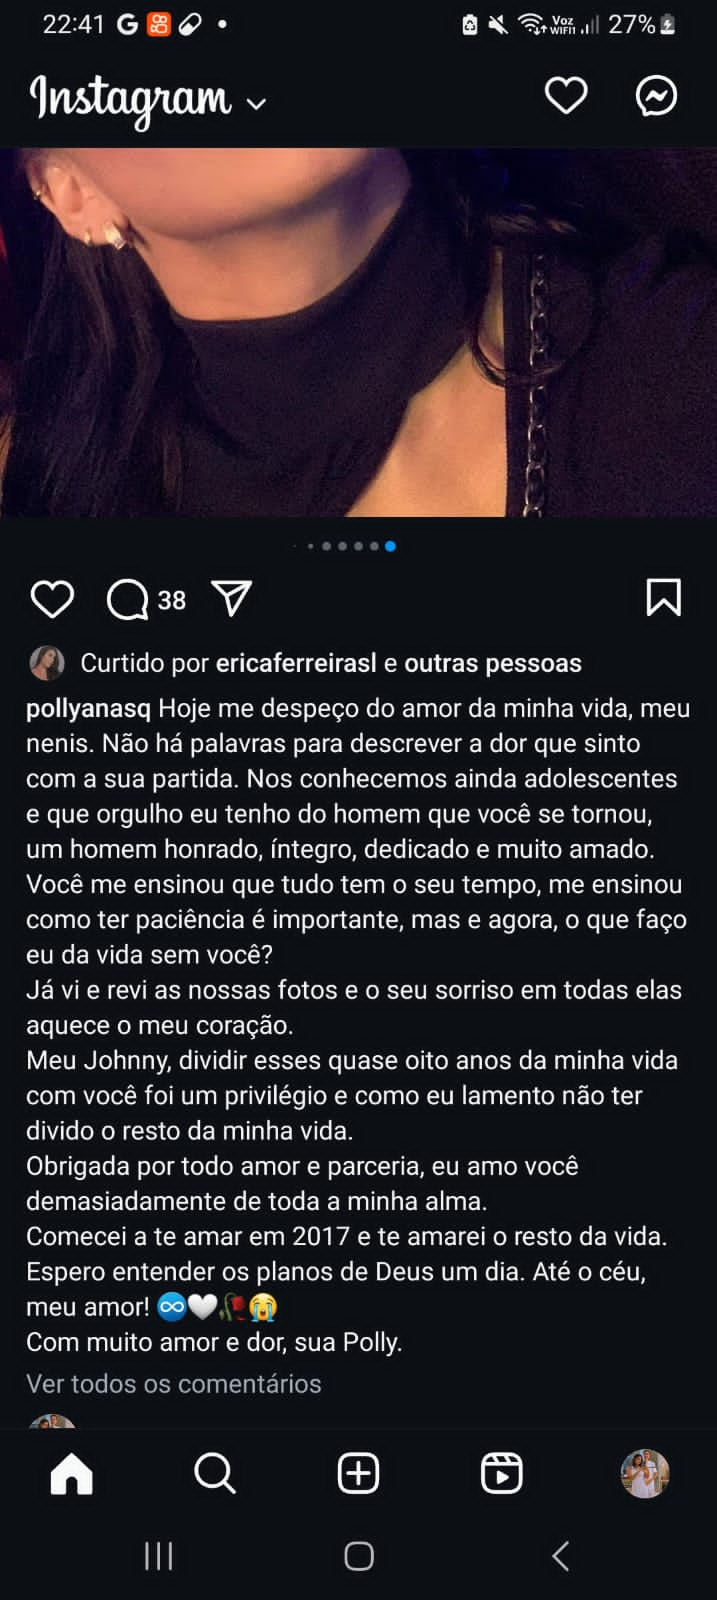 22:41
Voz
WIFI1
27%
Instagram
38
Curtido por ericaferreirasl e outras pessoas
pollyanasq Hoje me despeço do amor da minha vida, meu
nenis. Não há palavras para descrever a dor que sinto
com a sua partida. Nos conhecemos ainda adolescentes
e que orgulho eu tenho do homem que você se tornou,
um homem honrado, íntegro, dedicado e muito amado.
Você me ensinou que tudo tem o seu tempo, me ensinou
como ter paciência é importante, mas e agora, o que faço
eu da vida sem você?
Já vi e revi as nossas fotos e o seu sorriso em todas elas
aquece o meu coração.
Meu Johnny, dividir esses quase oito anos da minha vida
com você foi um privilégio e como eu lamento não ter
divido o resto da minha vida.
Obrigada por todo amor e parceria, eu amo você
demasiadamente de toda a minha alma.
Comecei a te amar em 2017 e te amarei o resto da vida.
Espero entender os planos de Deus um dia. Até o céu,
meu amor! ♾️🤍🥀😭
Com muito amor e dor, sua Polly.
Ver todos os comentários